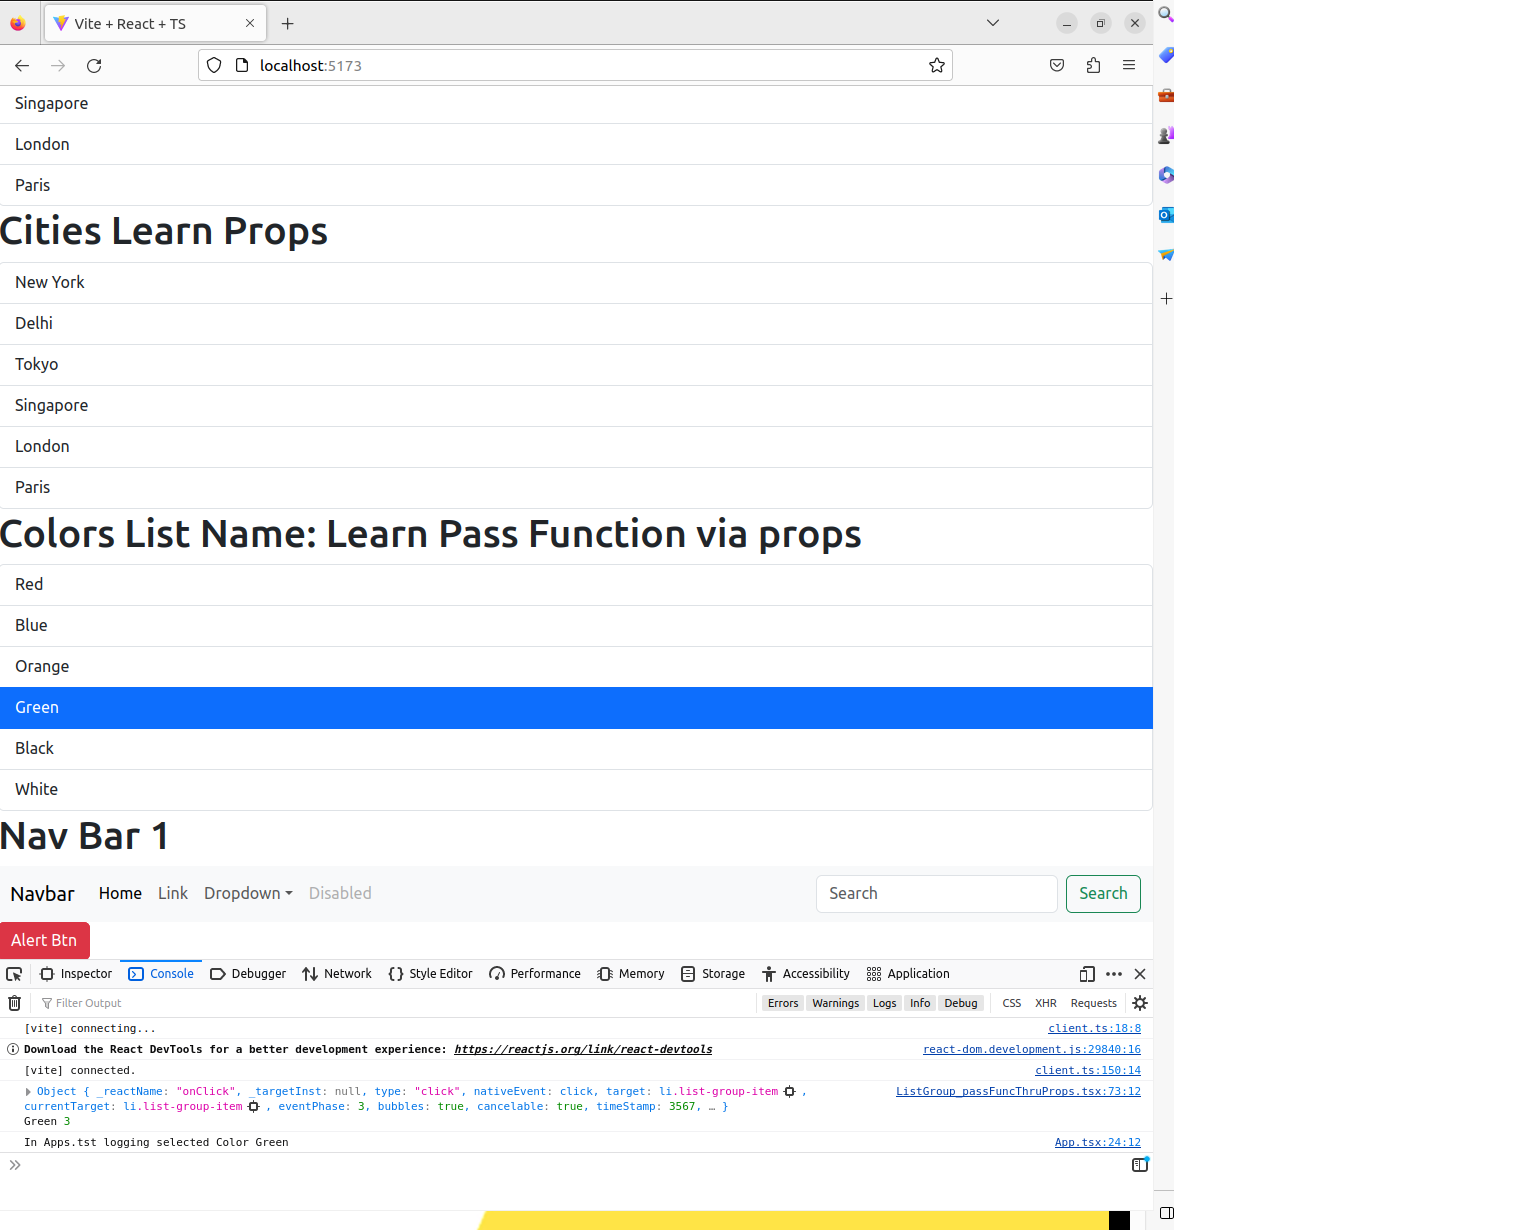 Vite + React + TS
localhost:5173
Singapore
London
Paris
Cities Learn Props
New York
Delhi
Tokyo
Singapore
London
Paris
Colors List Name: Learn Pass Function via props
Red
Blue
Orange
Green
Black
White
Nav Bar 1
Navbar Home Link Dropdown Disabled Search Search
Alert Btn
Inspector Console Debugger Network Style Editor Performance Memory Storage Accessibility Application
Filter Output Errors Warnings Logs Info Debug CSS XHR Requests
[vite] connecting... client.ts:18:8
Download the React DevTools for a better development experience: https://reactjs.org/link/react-devtools react-dom.development.js:29840:16
[vite] connected. client.ts:150:14
Object { _reactName: "onClick", _targetInst: null, type: "click", nativeEvent: click, target: li.list-group-item , ListGroup_passFuncThruProps.tsx:73:12
currentTarget: li.list-group-item , eventPhase: 3, bubbles: true, cancelable: true, timeStamp: 3567, … }
Green 3
In Apps.tst logging selected Color Green App.tsx:24:12